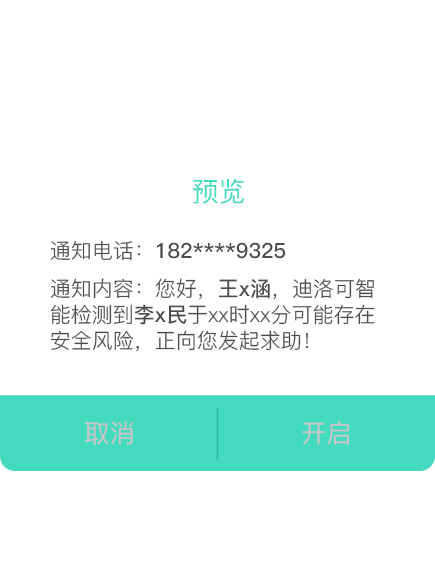 预览
通知电话：182****9325
通知内容：您好，王x涵，迪洛可智
能检测到李x民于xx时xx分可能存在
安全风险，正向您发起求助！
取消
开启